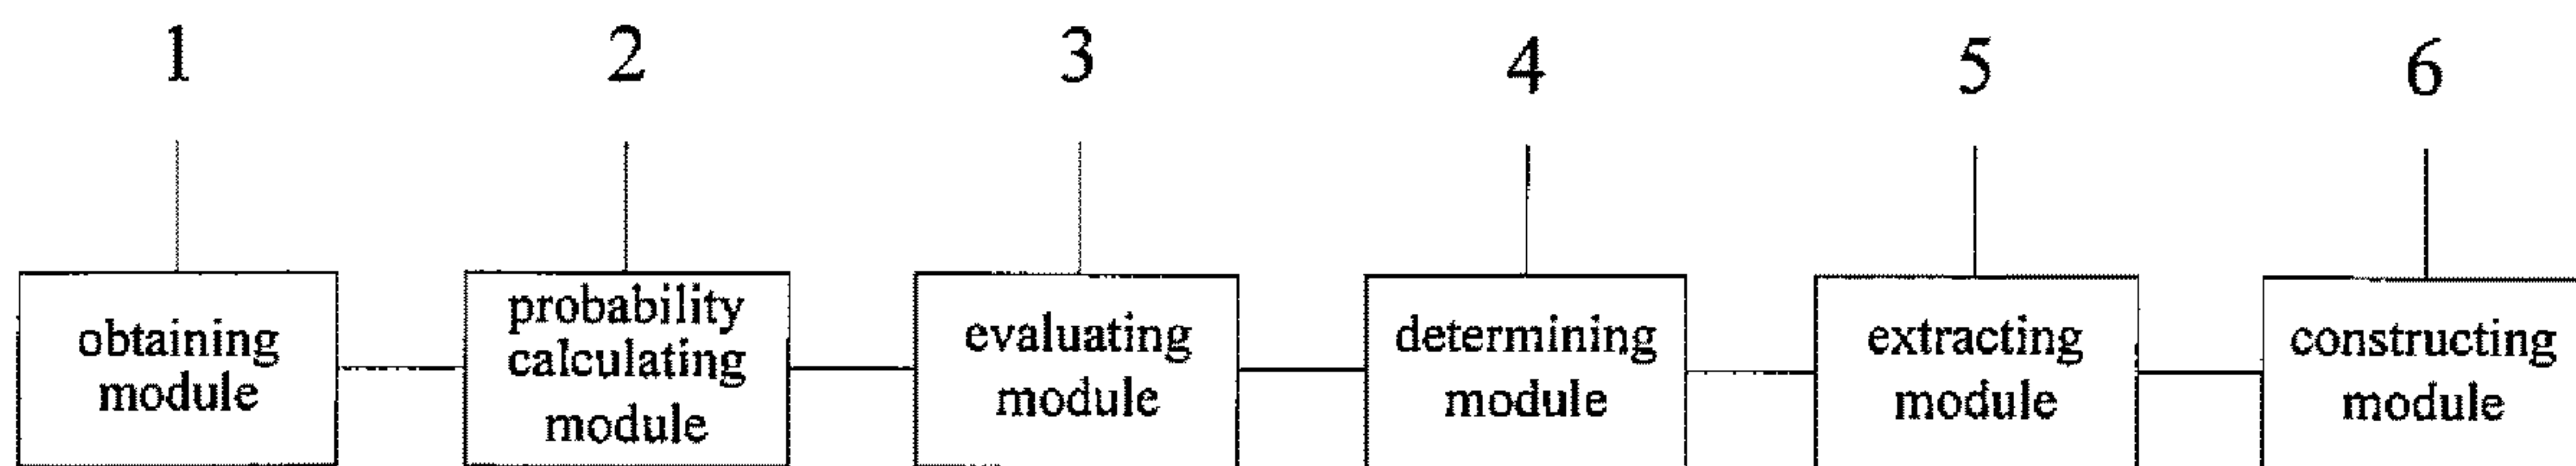 1 2 3 4 5 6
obtaining
module
probability
calculating
module
evaluating
module
determining
module
extracting
module
constructing
module